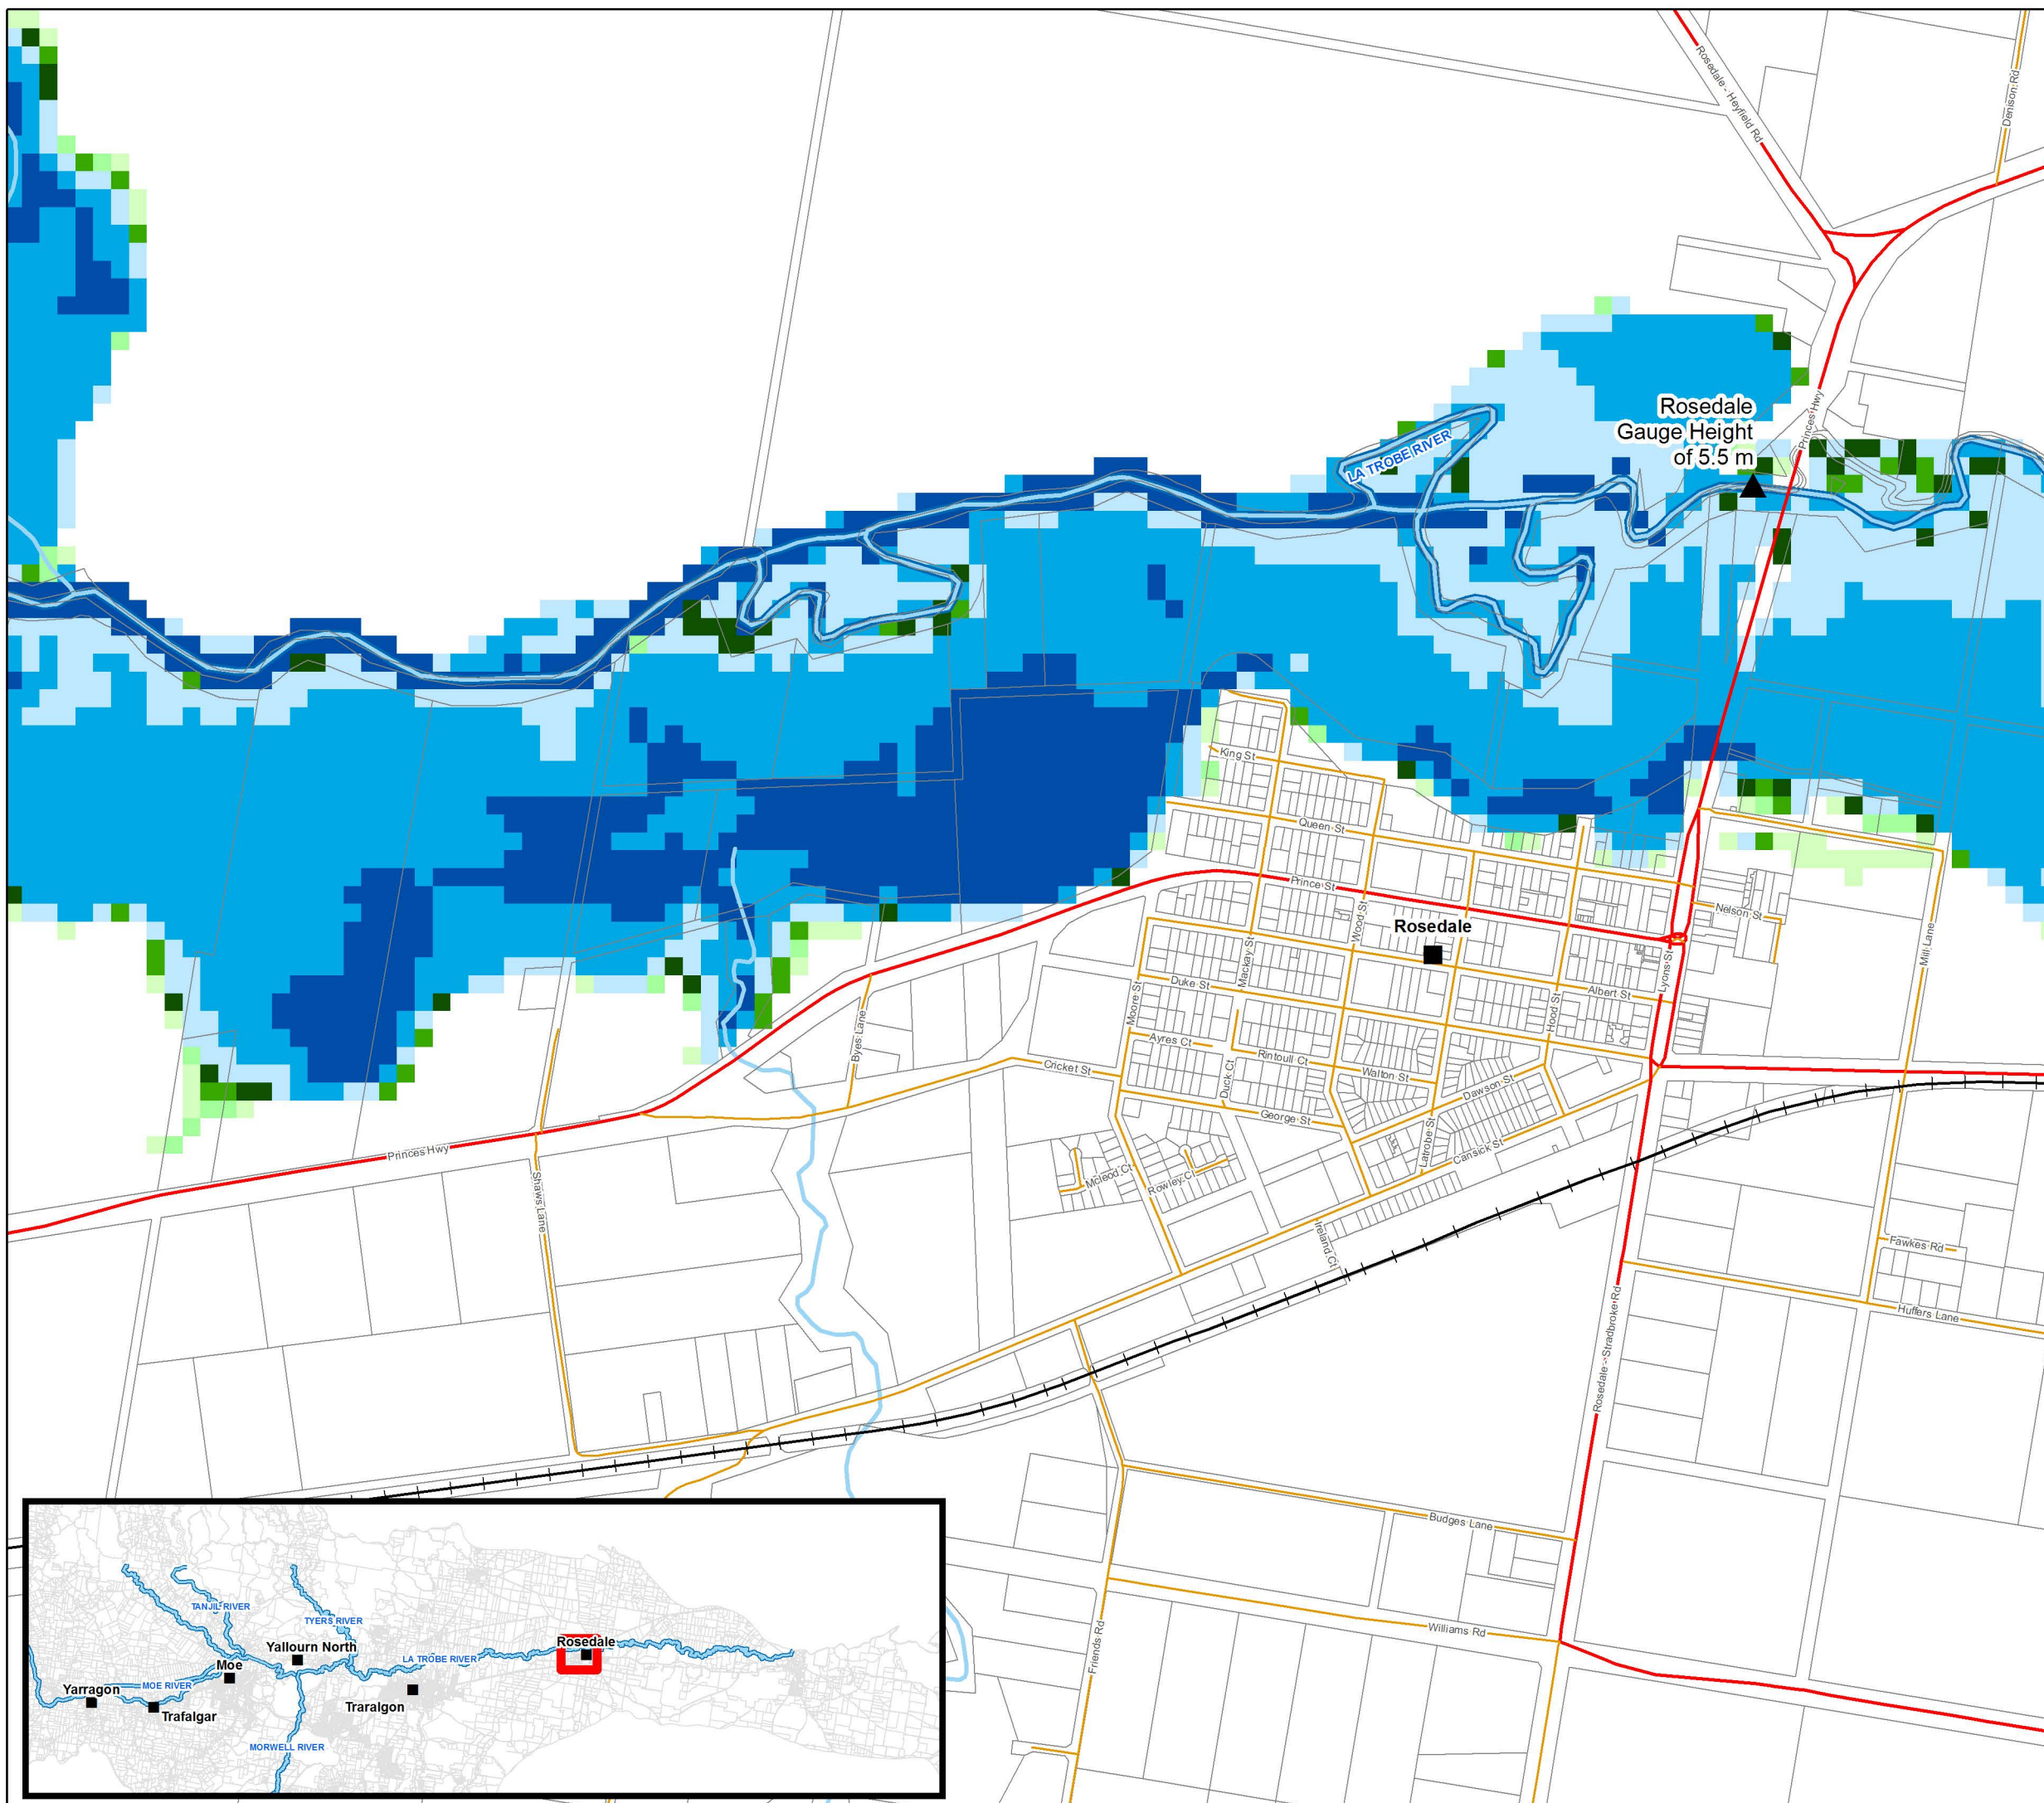 Rosedale - Heyfield Rd
Denison Rd
Rosedale
Gauge Height
of 5.5 m
Princes Hwy
LA TROBE RIVER
King St
Queen St
Prince St
Wood St
Rosedale
Nelson St
Mill Lane
Mackay St
Lyons St
Duke St
Albert St
Moore St
Hood St
Byes Lane
Ayres Ct
Rintoull Ct
Cricket St
Walton St
Duck Ct
Dawson St
George St
Latrobe St
Cansick St
Princes Hwy
Shaws Lane
Mcleod Ct
Rowley Ct
Ireland Ct
Fawkes Rd
Huffers Lane
Rosedale - Stradbroke Rd
Budges Lane
Williams Rd
Friends Rd
TANJIL RIVER
TYERS RIVER
Yallourn North
Rosedale
LA TROBE RIVER
Moe
MOE RIVER
Yarragon
Trafalgar
Traralgon
MORWELL RIVER